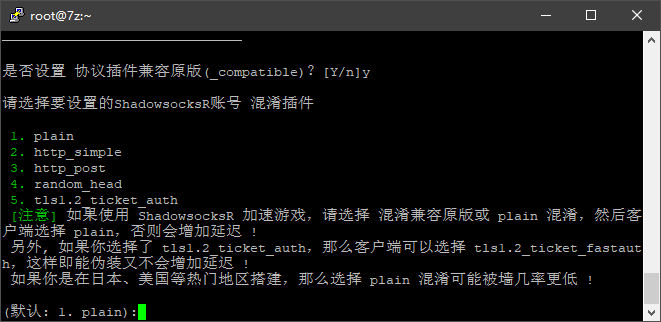 root@7z:~
是否设置 协议插件兼容原版(_compatible)？[Y/n]y
请选择要设置的ShadowsocksR账号 混淆插件
1. plain
2. http_simple
3. http_post
4. random_head
5. tls1.2_ticket_auth
[注意] 如果使用 ShadowsocksR 加速游戏，请选择 混淆兼容原版或 plain 混淆，然后客
户端选择 plain，否则会增加延迟 !
另外, 如果你选择了 tls1.2_ticket_auth，那么客户端可以选择 tls1.2_ticket_fastaut
h，这样即能伪装又不会增加延迟 !
如果你是在日本、美国等热门地区搭建，那么选择 plain 混淆可能被墙几率更低 !
(默认: 1. plain):